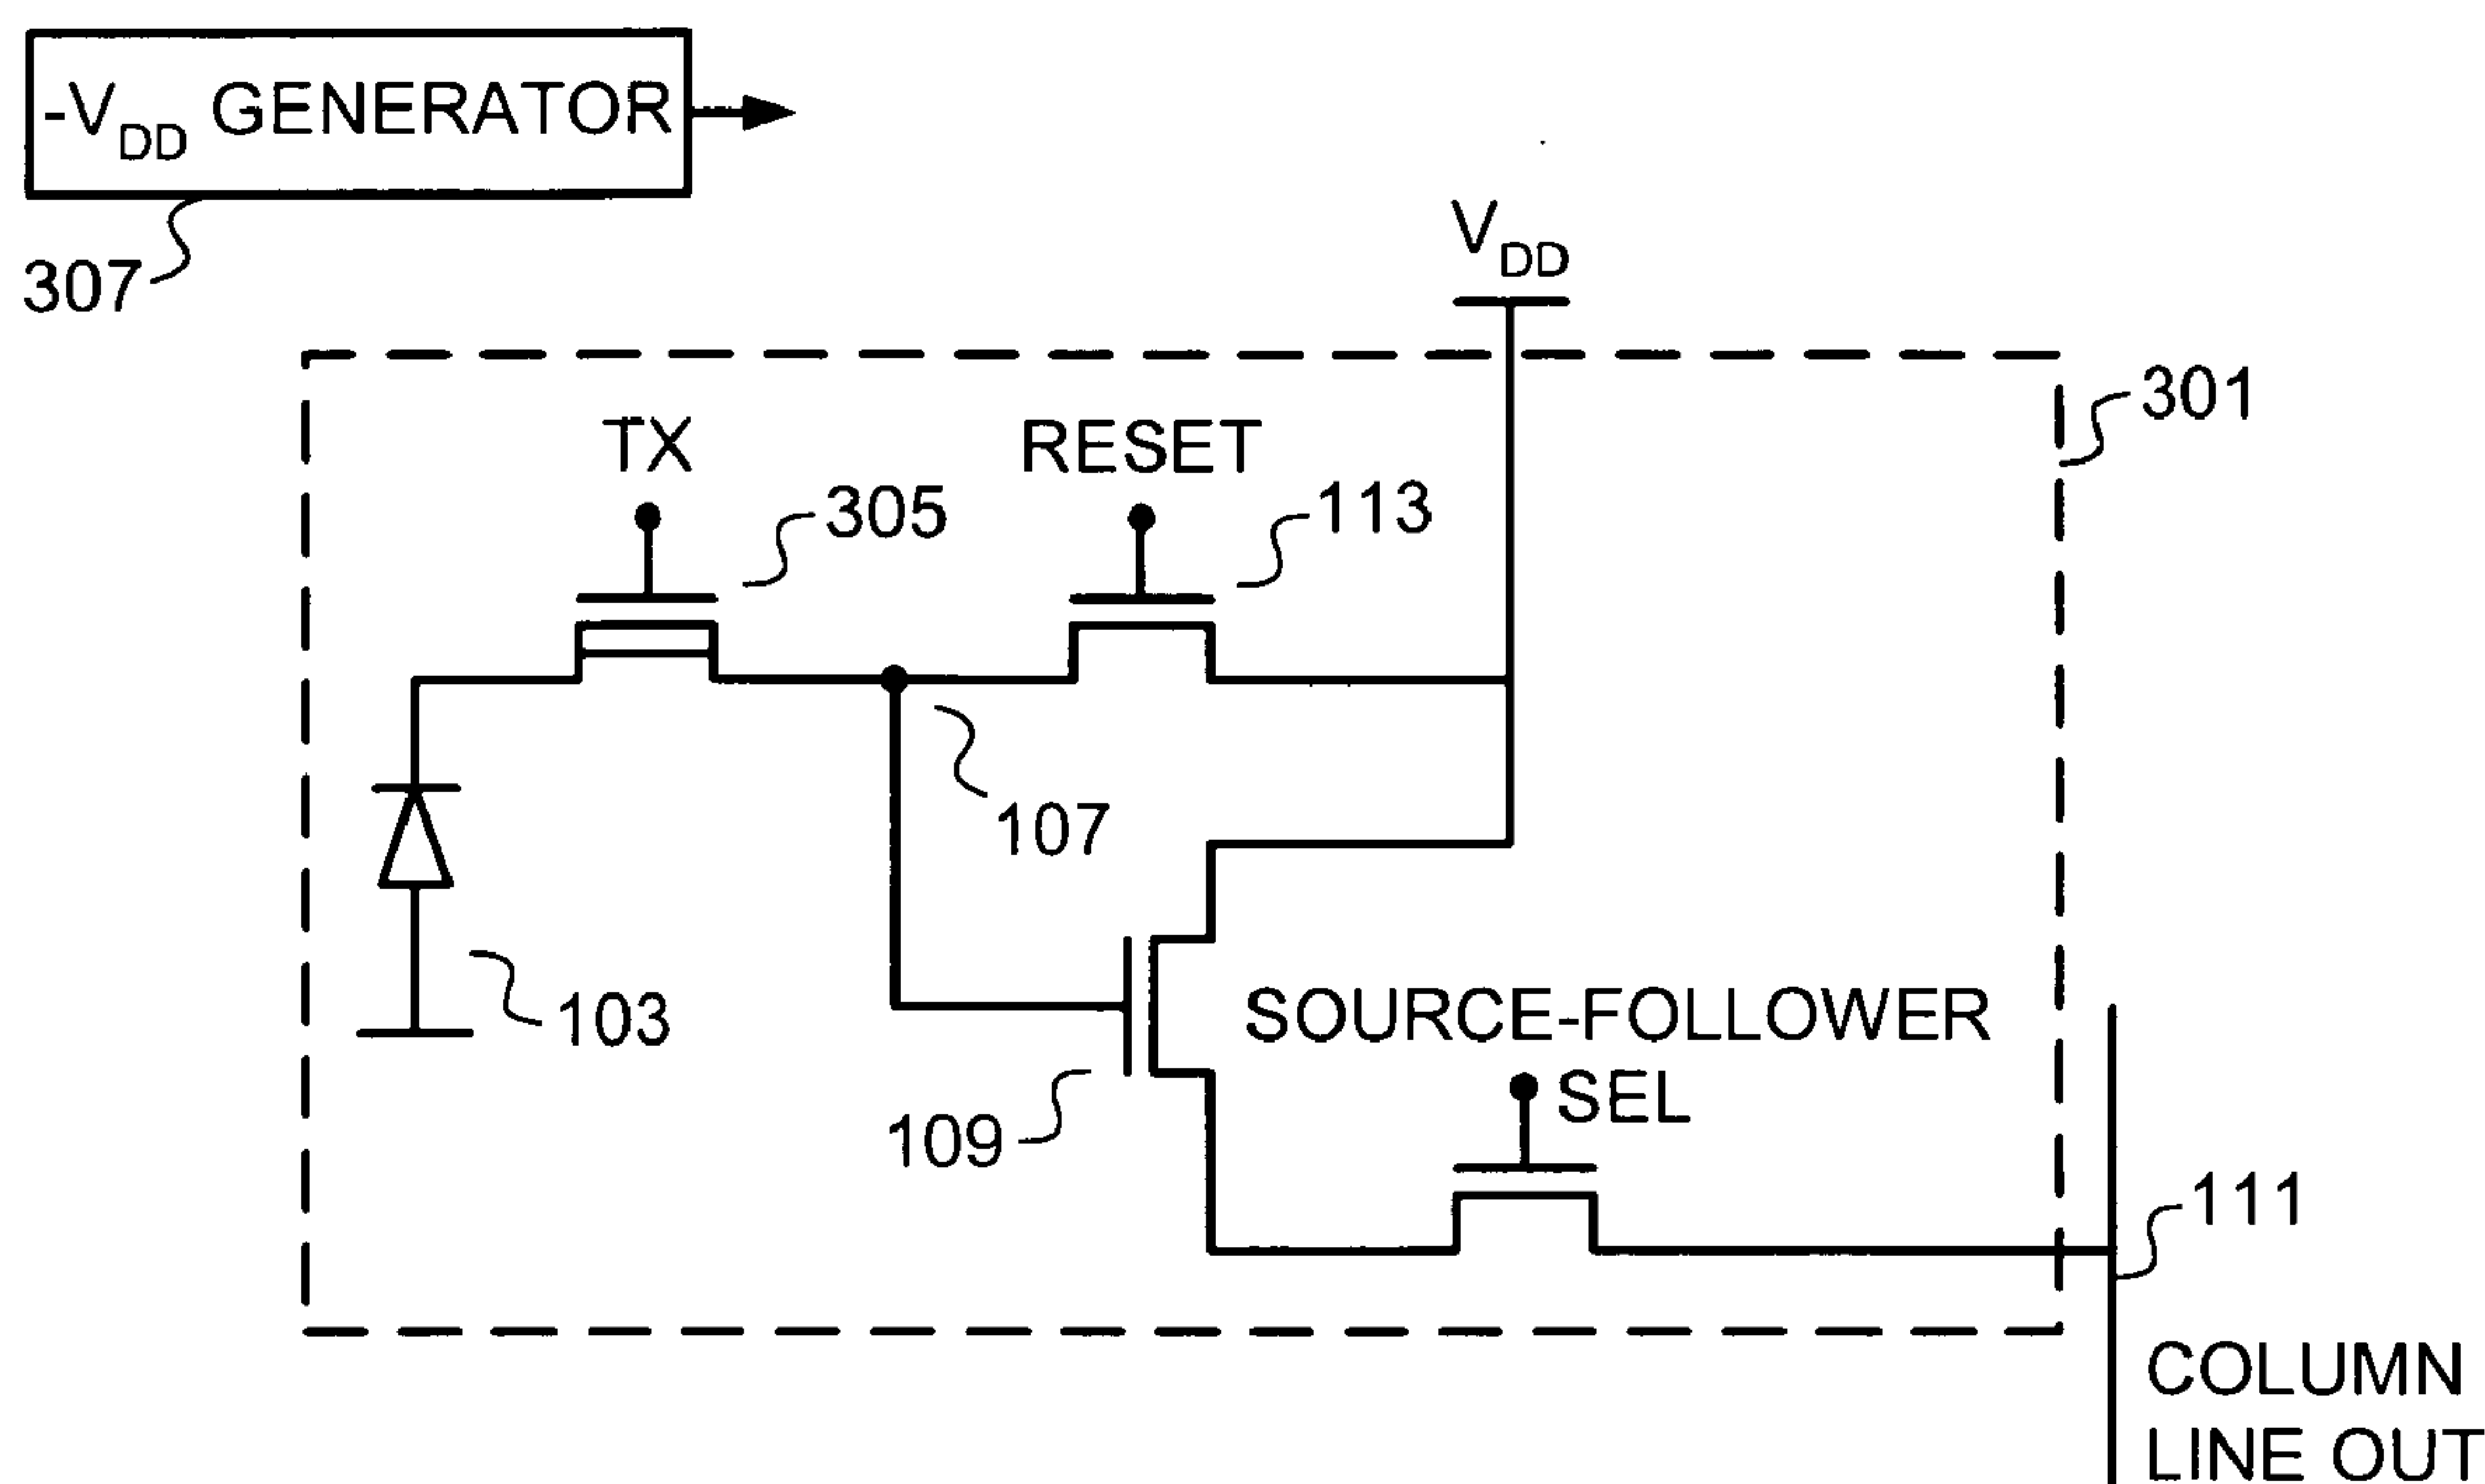 -VDD GENERATOR
307
VDD
301
TX
RESET
305
113
107
103
SOURCE-FOLLOWER
SEL
109
111
COLUMN
LINE OUT